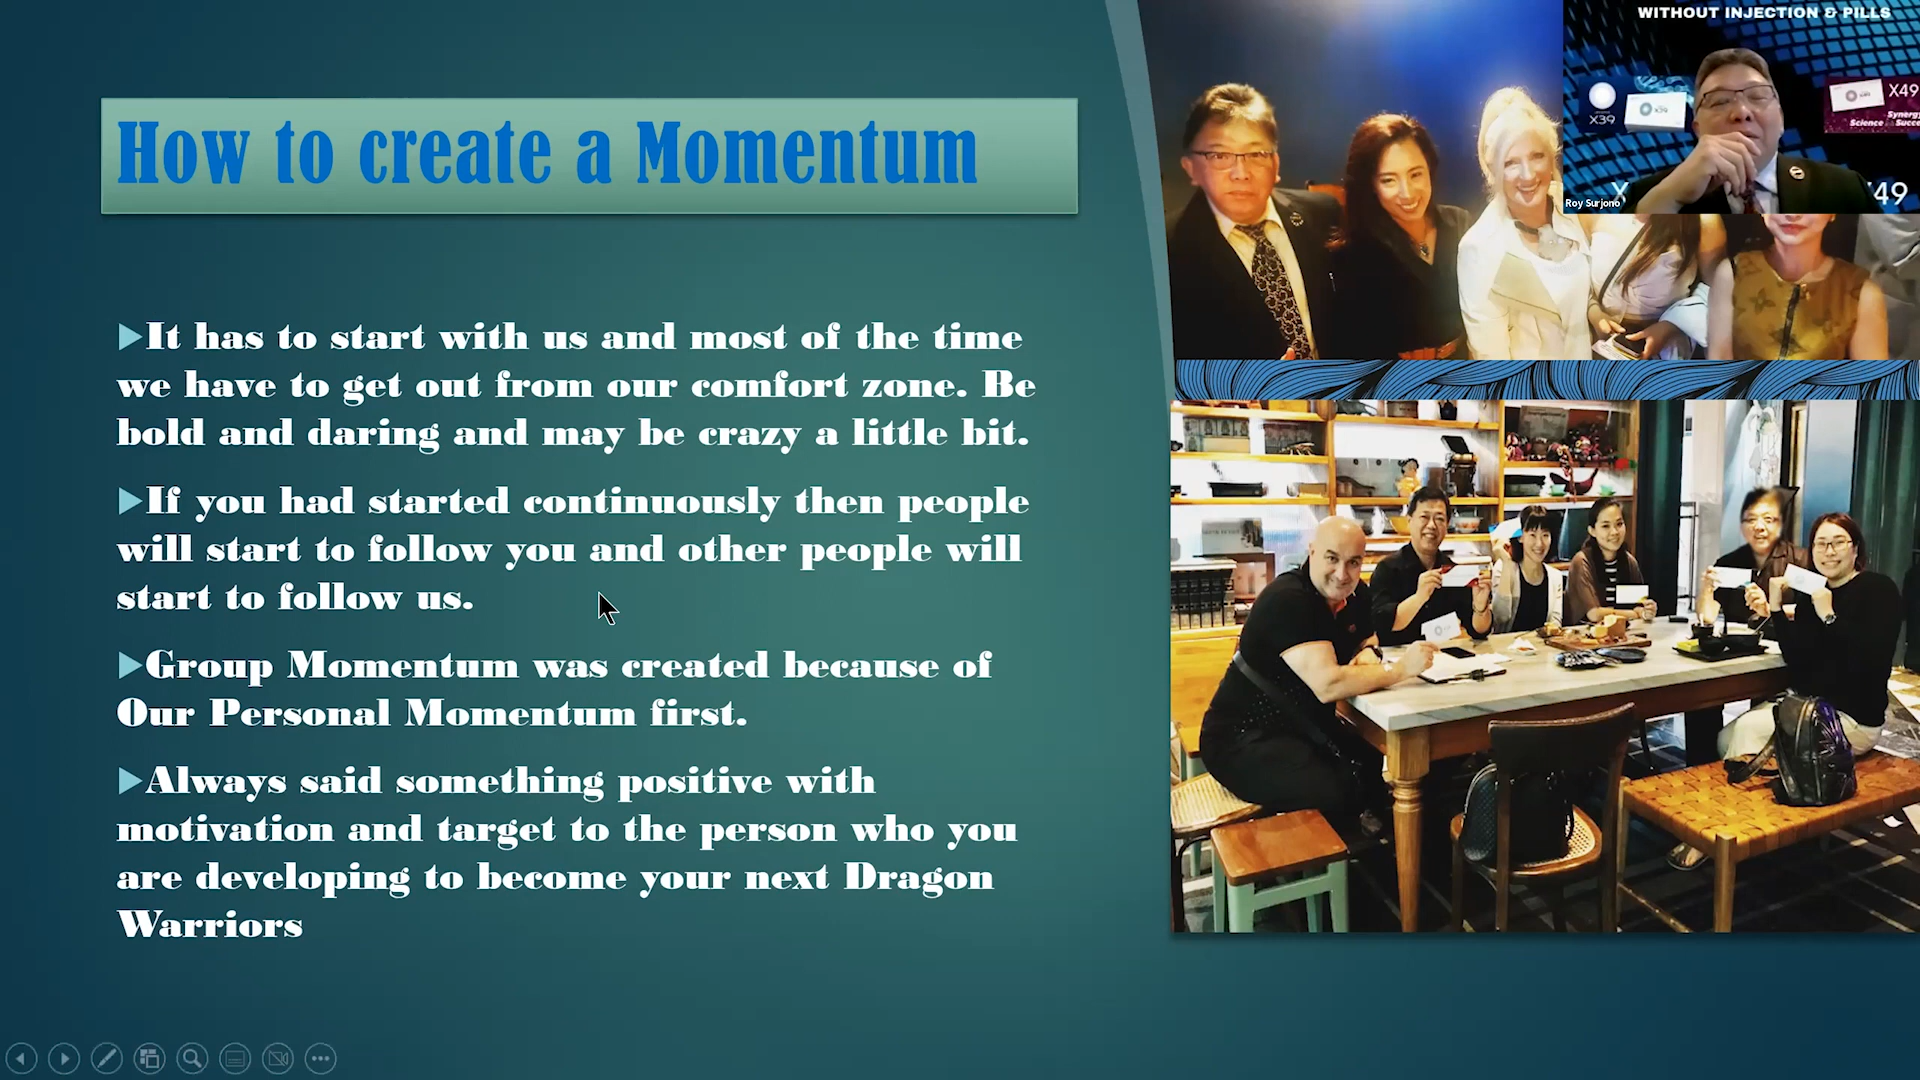 How to create a Momentum
It has to start with us and most of the time
we have to get out from our comfort zone. Be
bold and daring and may be crazy a little bit.
If you had started continuously then people
will start to follow you and other people will
start to follow us.
Group Momentum was created because of
Our Personal Momentum first.
Always said something positive with
motivation and target to the person who you
are developing to become your next Dragon
Warriors
WITHOUT INJECTION & PILLS
X39
X49
Synergy
Science
Roy Surjono
X
49